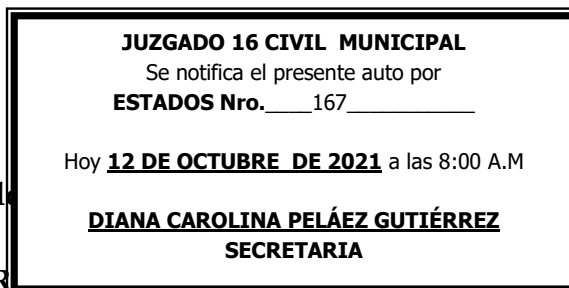 JUZGADO 16 CIVIL MUNICIPAL
Se notifica el presente auto por
ESTADOS Nro.____167___________
Hoy 12 DE OCTUBRE DE 2021 a las 8:00 A.M
DIANA CAROLINA PELÁEZ GUTIÉRREZ
SECRETARIA